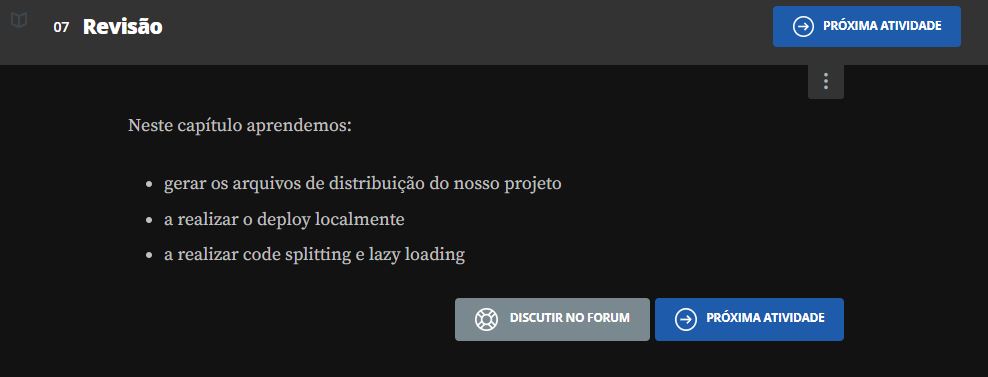 07 Revisão
PRÓXIMA ATIVIDADE
Neste capítulo aprendemos:
• gerar os arquivos de distribuição do nosso projeto
• a realizar o deploy localmente
• a realizar code splitting e lazy loading
DISCUTIR NO FORUM
PRÓXIMA ATIVIDADE